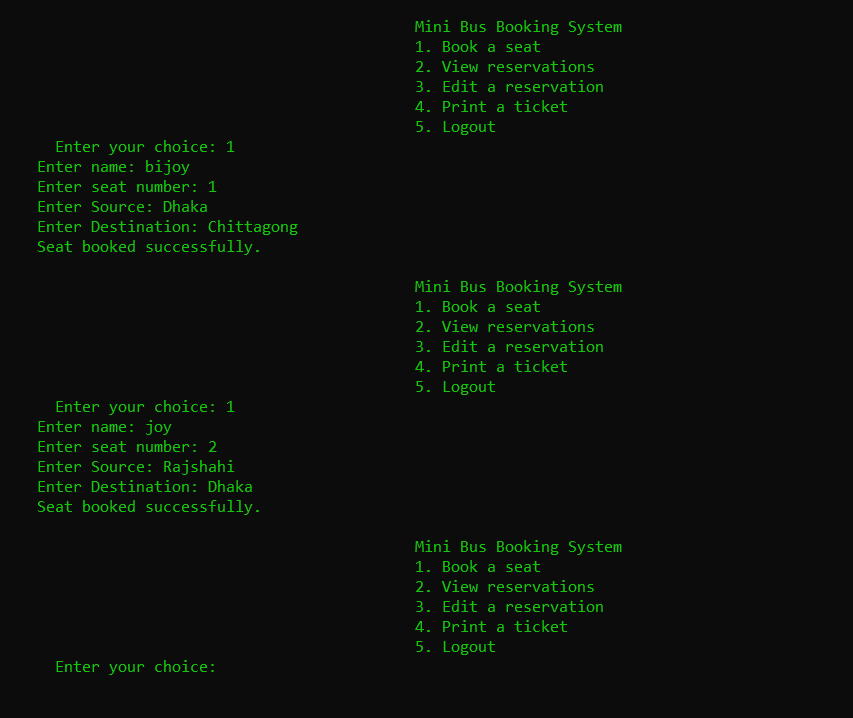 Mini Bus Booking System
1. Book a seat
2. View reservations
3. Edit a reservation
4. Print a ticket
5. Logout
Enter your choice: 1
Enter name: bijoy
Enter seat number: 1
Enter Source: Dhaka
Enter Destination: Chittagong
Seat booked successfully.
Mini Bus Booking System
1. Book a seat
2. View reservations
3. Edit a reservation
4. Print a ticket
5. Logout
Enter your choice: 1
Enter name: joy
Enter seat number: 2
Enter Source: Rajshahi
Enter Destination: Dhaka
Seat booked successfully.
Mini Bus Booking System
1. Book a seat
2. View reservations
3. Edit a reservation
4. Print a ticket
5. Logout
Enter your choice: